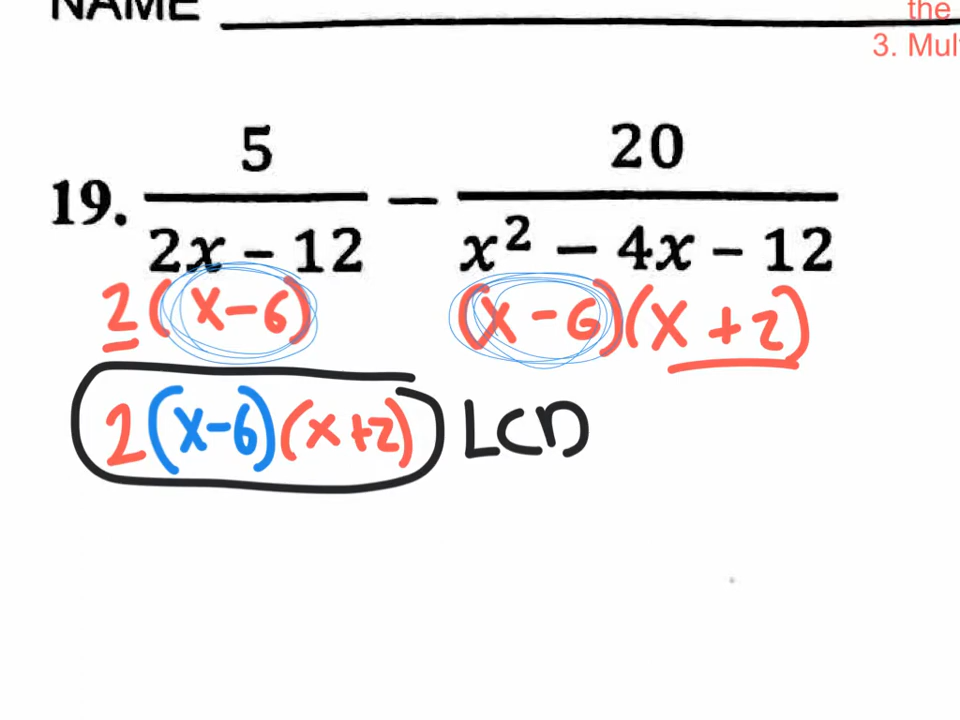 NAME
the
3. Mul
19. 5/(2x – 12) – 20/(x² – 4x – 12)
2(x-6) (x-6)(x+2)
2(x-6)(x+2) LCD